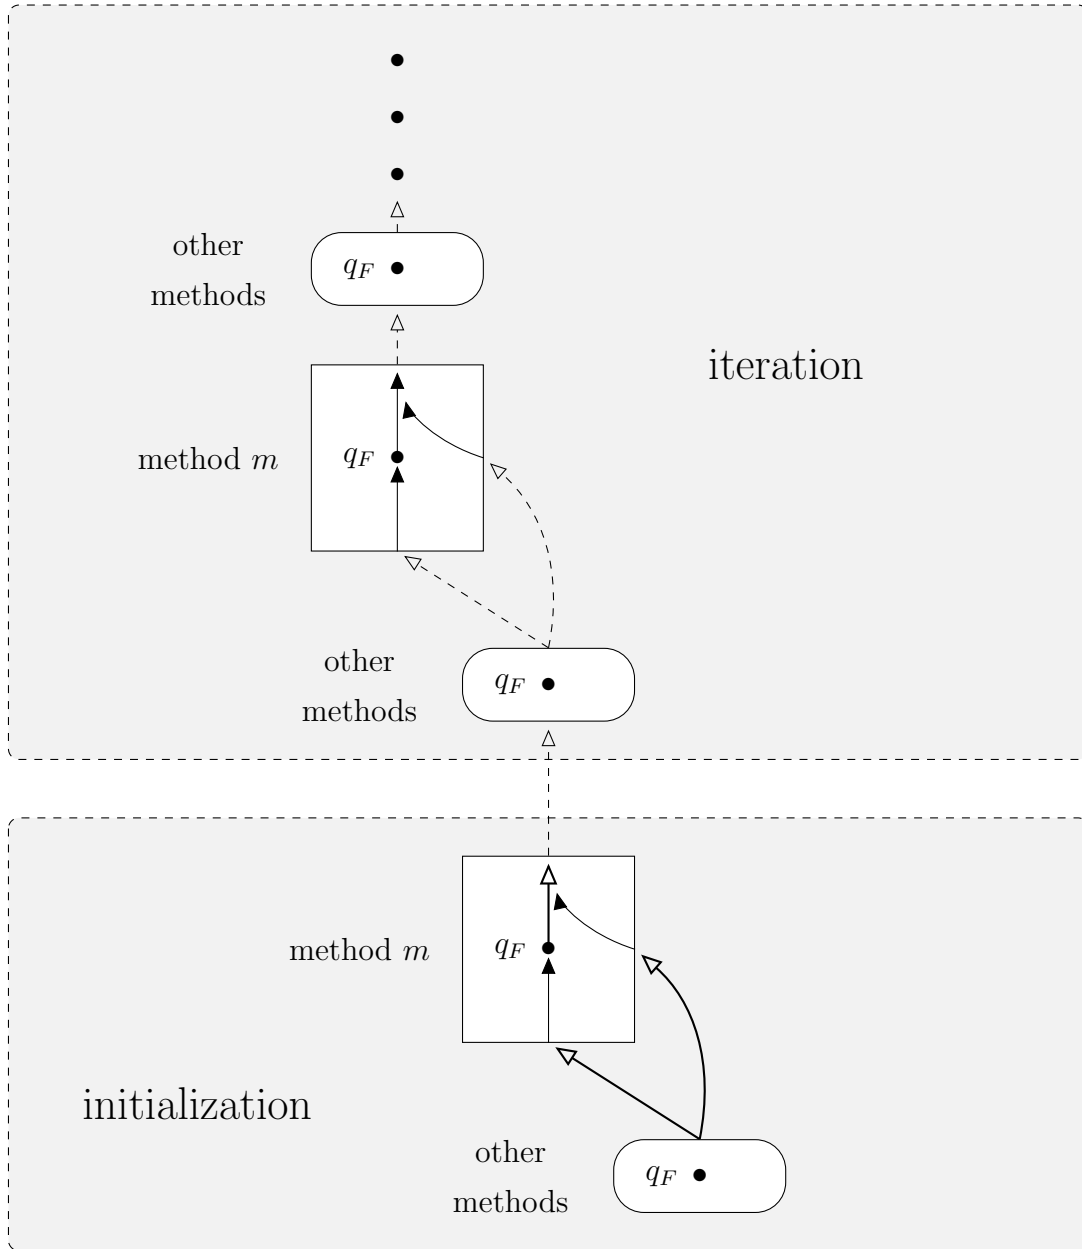 other
methods
q_F
iteration
method m
q_F
other
methods
q_F
method m
q_F
initialization
other
methods
q_F